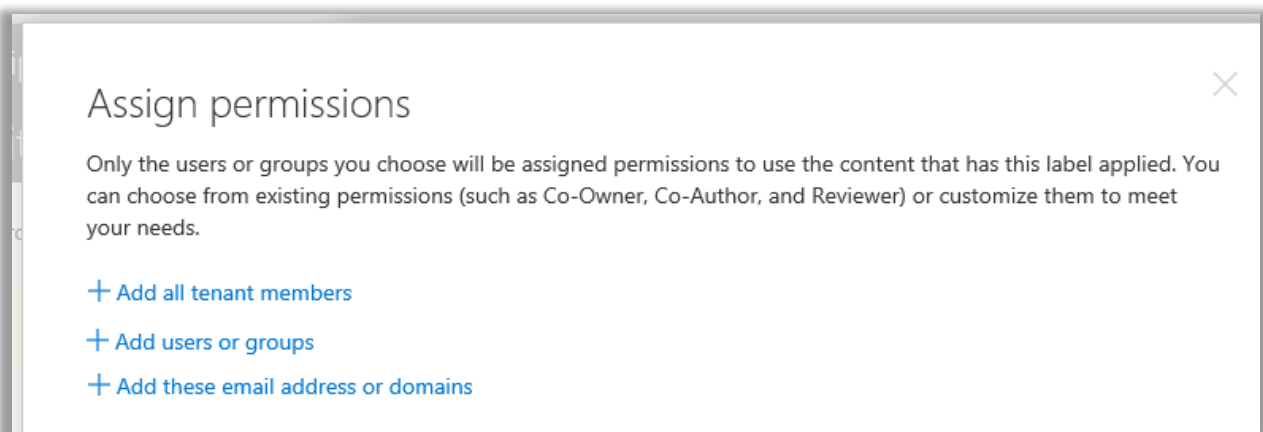 Assign permissions
Only the users or groups you choose will be assigned permissions to use the content that has this label applied. You
can choose from existing permissions (such as Co-Owner, Co-Author, and Reviewer) or customize them to meet
your needs.
Add all tenant members
Add users or groups
Add these email address or domains